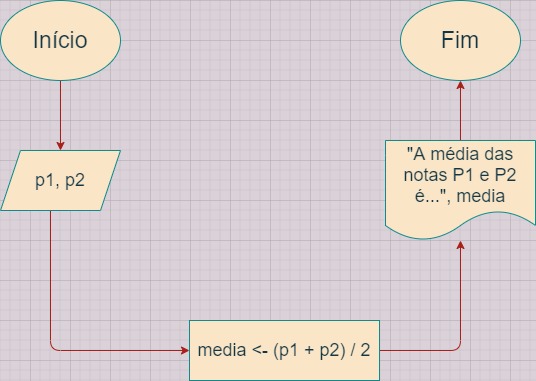 Início
p1, p2
media <- (p1 + p2) / 2
"A média das
notas P1 e P2
é...", media
Fim